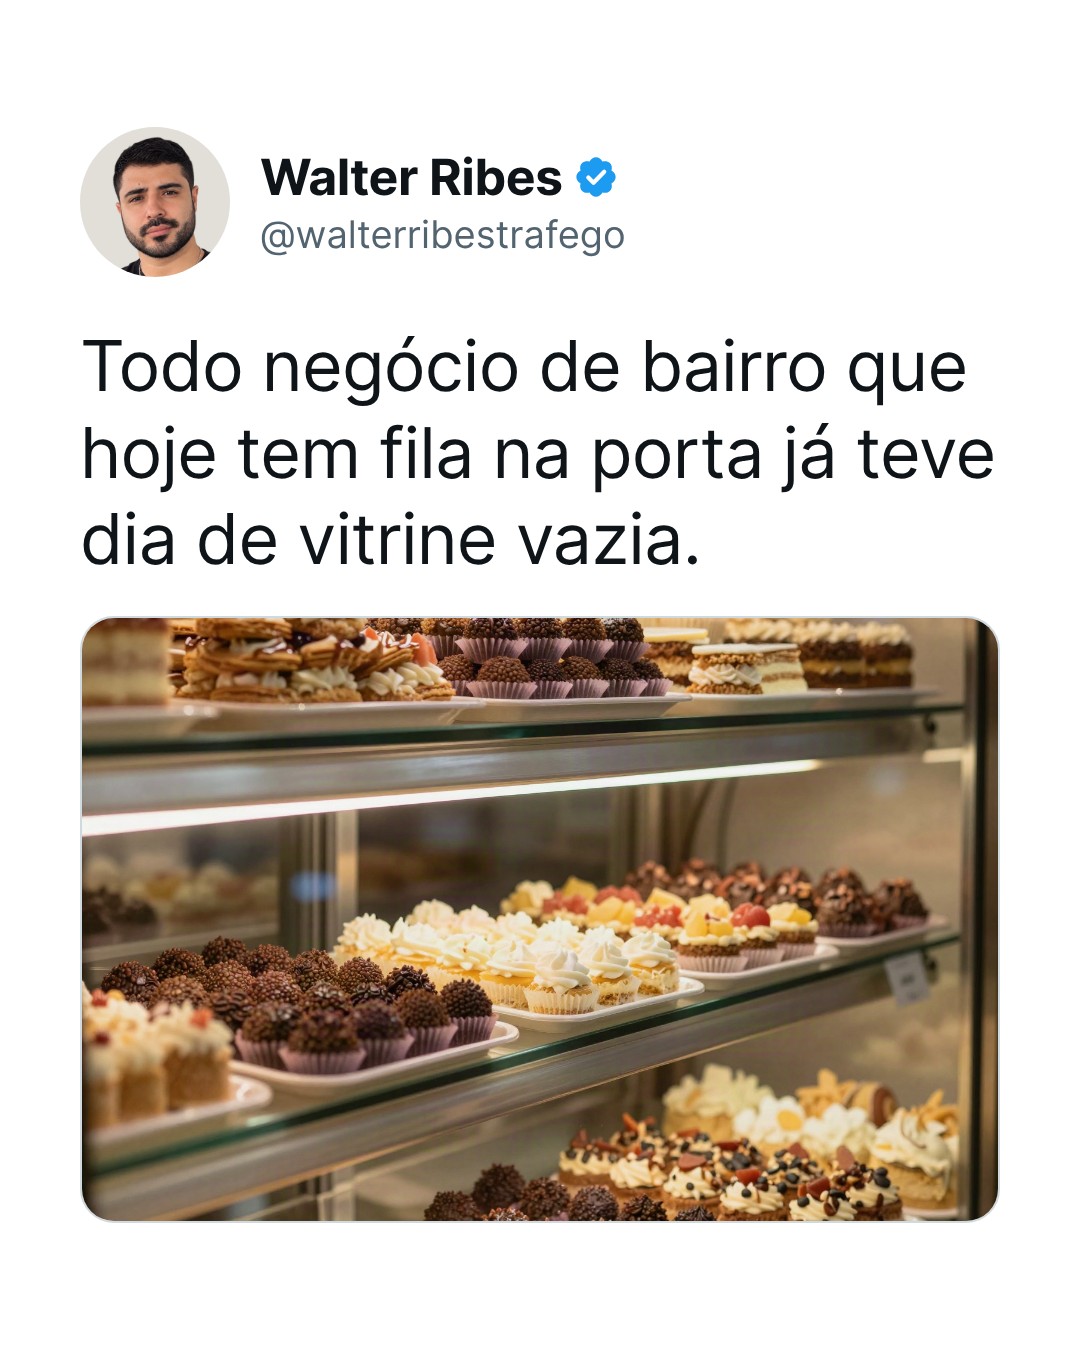 Walter Ribes
@walterribestrafego
Todo negócio de bairro que
hoje tem fila na porta já teve
dia de vitrine vazia.